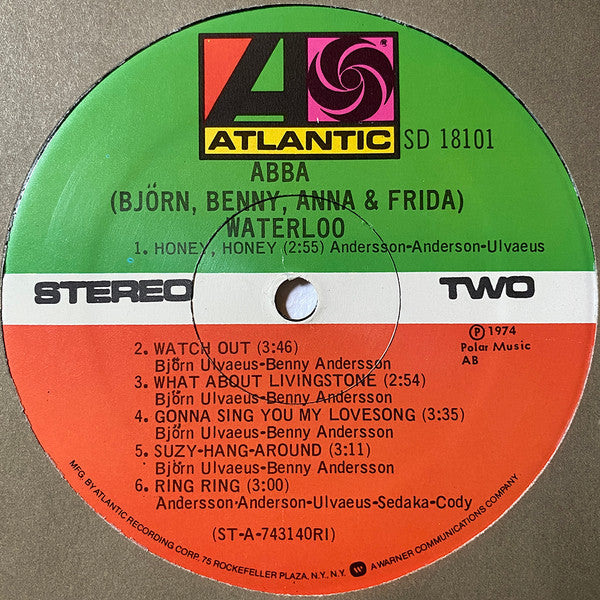 ATLANTIC
SD 18101
ABBA
(BJÖRN, BENNY, ANNA & FRIDA)
WATERLOO
1. HONEY, HONEY (2:55) Andersson-Anderson-Ulvaeus
STEREO TWO
℗ 1974
Polar Music
AB
2. WATCH OUT (3:46)
Björn Ulvaeus-Benny Andersson
3. WHAT ABOUT LIVINGSTONE (2:54)
Björn Ulvaeus-Benny Andersson
4. GONNA SING YOU MY LOVESONG (3:35)
Björn Ulvaeus-Benny Andersson
5. SUZY-HANG-AROUND (3:11)
Björn Ulvaeus-Benny Andersson
6. RING RING (3:00)
Andersson-Anderson-Ulvaeus-Sedaka-Cody
(ST-A-743140RI)
MFG. BY ATLANTIC RECORDING CORP. 75 ROCKEFELLER PLAZA, N.Y., N.Y. A WARNER COMMUNICATIONS COMPANY.